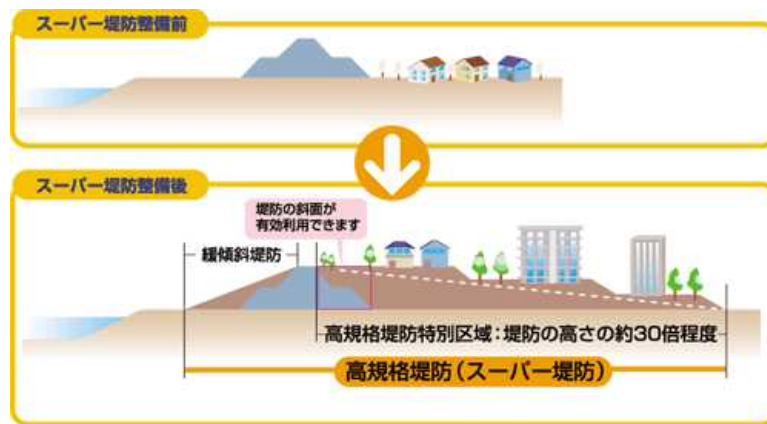 スーパー堤防整備前
スーパー堤防整備後
堤防の斜面が
有効利用できます
緩傾斜堤防
高規格堤防特別区域：堤防の高さの約30倍程度
高規格堤防（スーパー堤防）